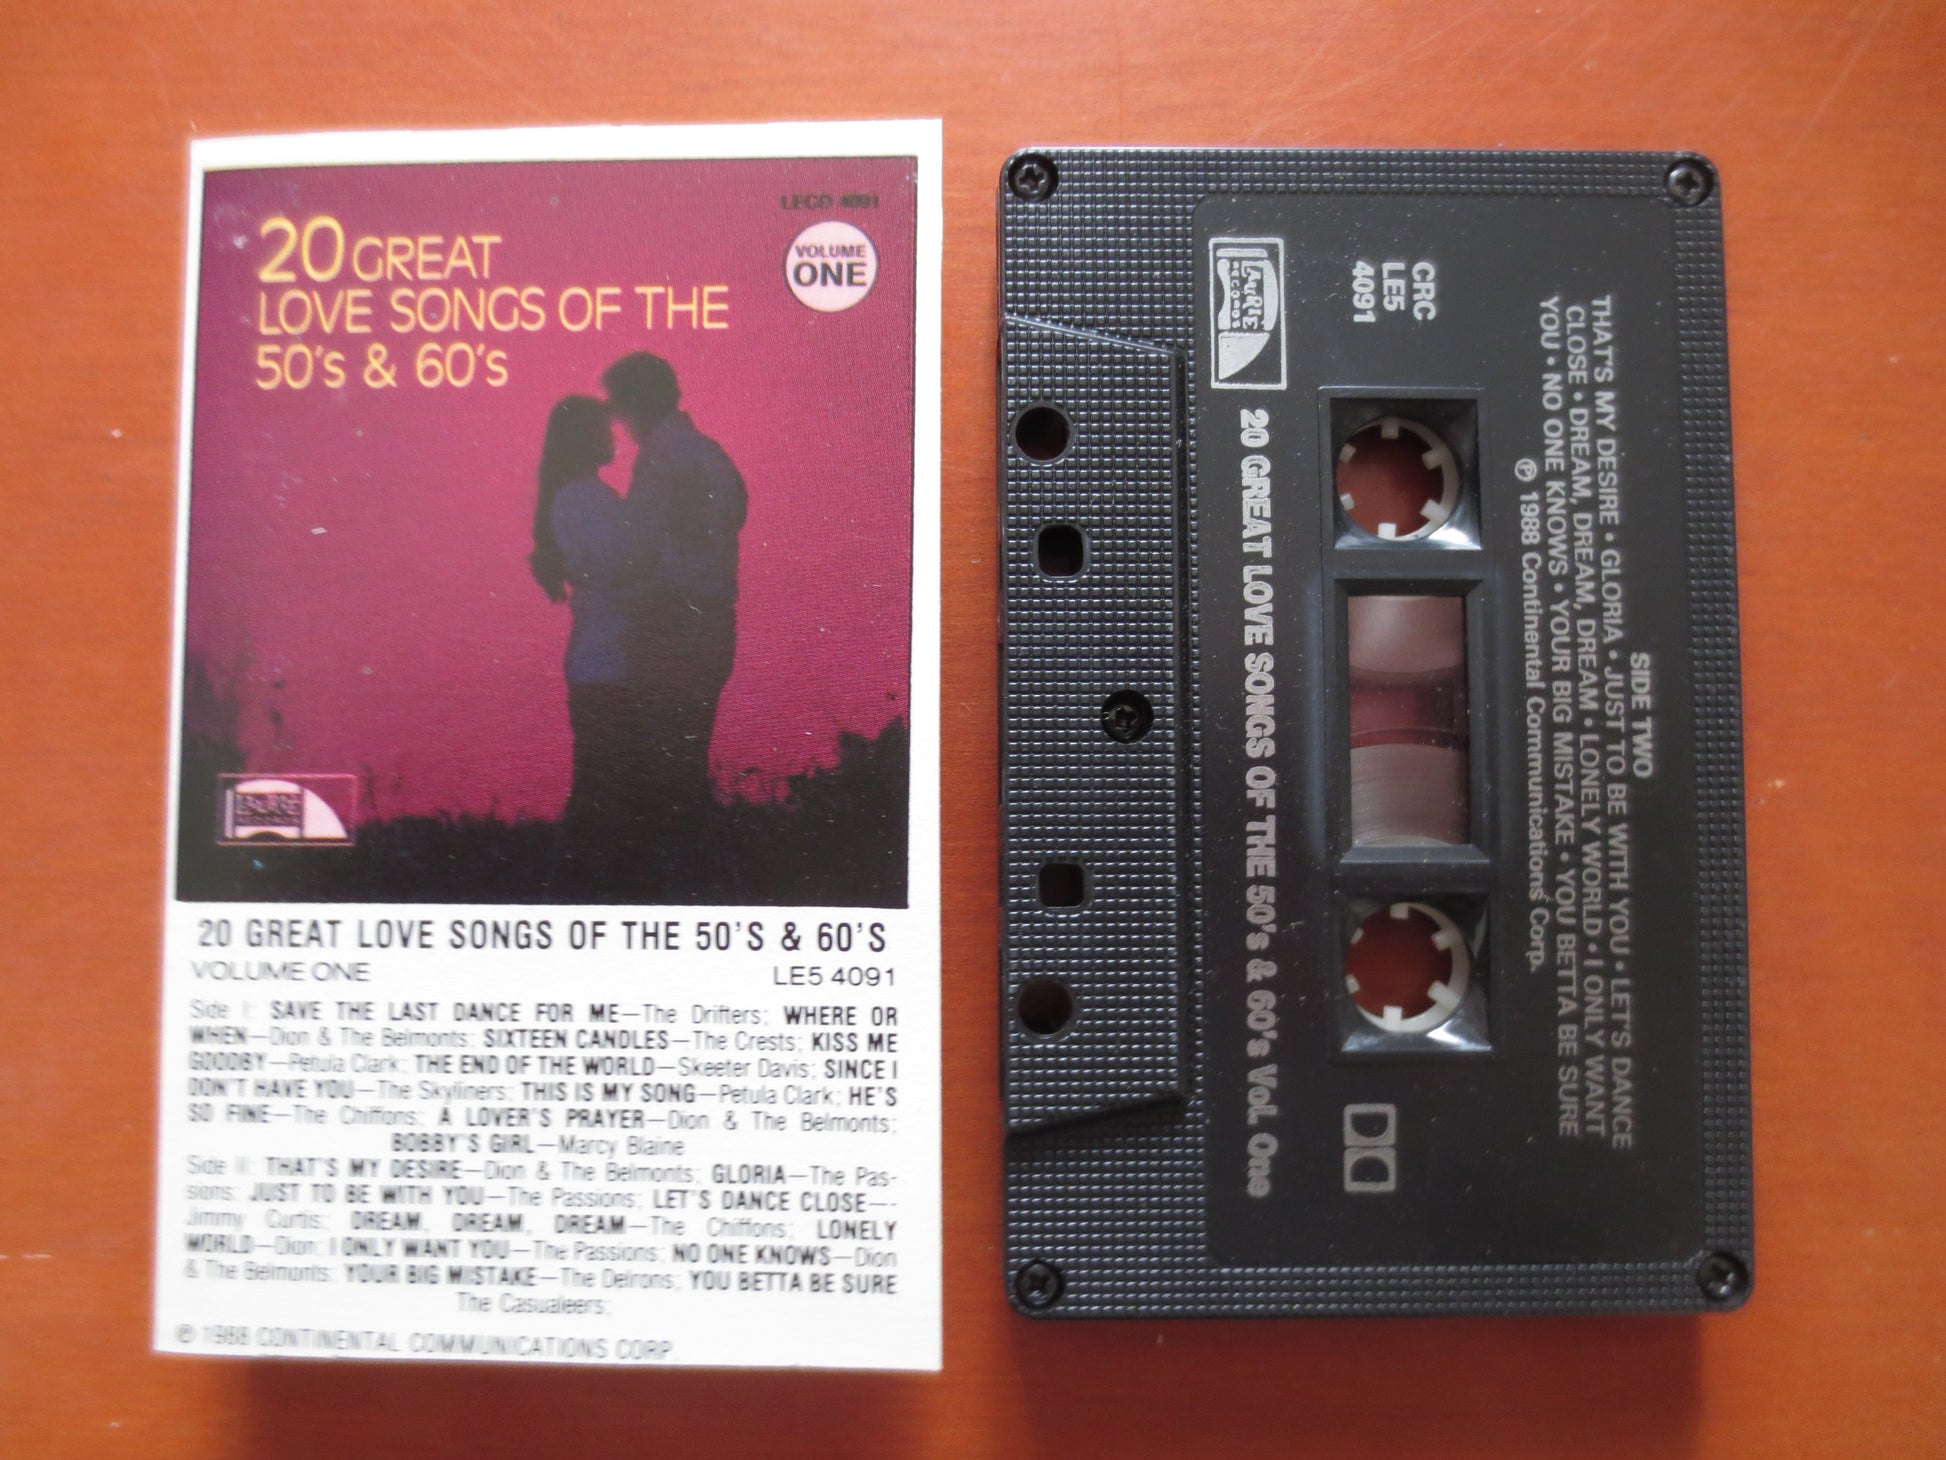 LECD 4091
20 GREAT
LOVE SONGS OF THE
50's & 60's
VOLUME
ONE
LAURIE
RECORDS
20 GREAT LOVE SONGS OF THE 50'S & 60'S
VOLUME ONE LE5 4091
Side I: SAVE THE LAST DANCE FOR ME—The Drifters; WHERE OR
WHEN—Dion & The Belmonts; SIXTEEN CANDLES—The Crests; KISS ME
GOODBY—Petula Clark; THE END OF THE WORLD—Skeeter Davis; SINCE I
DON'T HAVE YOU—The Skyliners; THIS IS MY SONG—Petula Clark; HE'S
SO FINE—The Chiffons; A LOVER'S PRAYER—Dion & The Belmonts;
BOBBY'S GIRL—Marcy Blaine
Side II: THAT'S MY DESIRE—Dion & The Belmonts; GLORIA—The Pas-
sions; JUST TO BE WITH YOU—The Passions; LET'S DANCE CLOSE—-
Jimmy Curtis; DREAM, DREAM, DREAM—The Chiffons; LONELY
WORLD—Dion; I ONLY WANT YOU—The Passions; NO ONE KNOWS—Dion
& The Belmonts; YOUR BIG MISTAKE—The Delrons; YOU BETTA BE SURE
The Casualeers;
℗ 1988 CONTINENTAL COMMUNICATIONS CORP.
SIDE TWO
THAT'S MY DESIRE • GLORIA • JUST TO BE WITH YOU • LET'S DANCE
CLOSE • DREAM, DREAM, DREAM • LONELY WORLD • I ONLY WANT
YOU • NO ONE KNOWS • YOUR BIG MISTAKE • YOU BETTA BE SURE
℗ 1988 Continental Communications Corp.
CRC
LE5
4091
LAURIE
RECORDS
20 GREAT LOVE SONGS OF THE 50's & 60's Vol. One